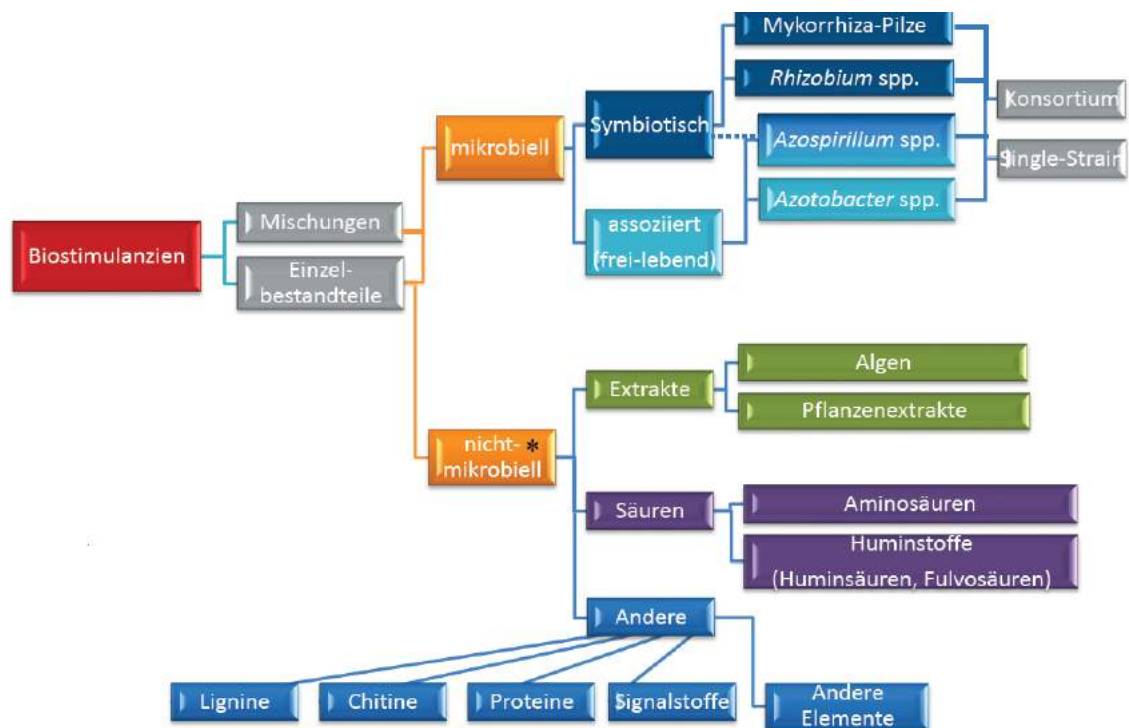 Mykorrhiza-Pilze
Rhizobium spp.
Konsortium
Symbiotisch
Azospirillum spp.
mikrobiell
Single-Strain
Azotobacter spp.
Mischungen
assoziiert
(frei-lebend)
Biostimulanzien
Einzel-
bestandteile
Algen
Extrakte
Pflanzenextrakte
nicht- *
mikrobiell
Aminosäuren
Säuren
Huminstoffe
(Huminsäuren, Fulvosäuren)
Andere
Lignine
Chitine
Proteine
Signalstoffe
Andere
Elemente